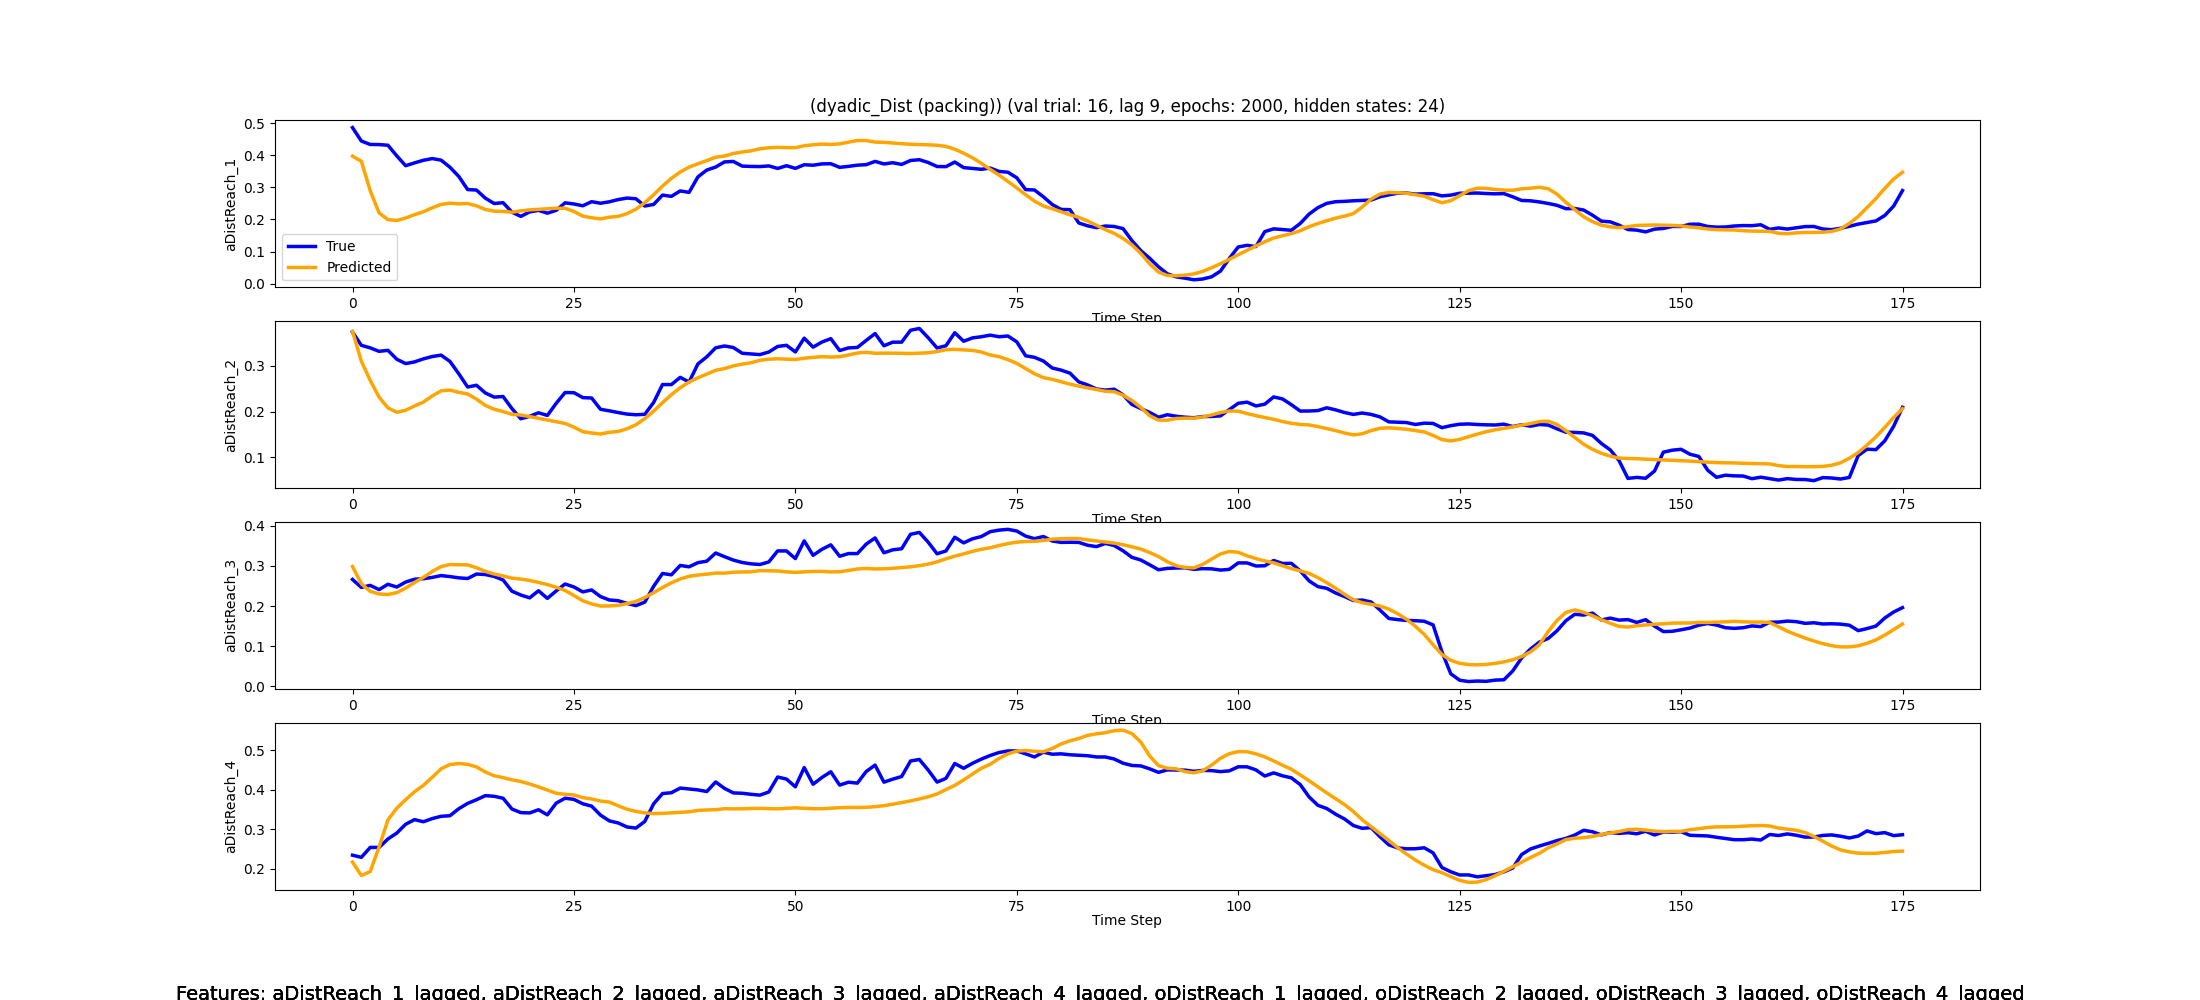 (dyadic_Dist (packing)) (val trial: 16, lag 9, epochs: 2000, hidden states: 24)
aDistReach_1
0.5
0.4
0.3
0.2
0.1
0.0
True
Predicted
0 25 50 75 100 125 150 175
Time Step
aDistReach_2
0.3
0.2
0.1
0 25 50 75 100 125 150 175
Time Step
aDistReach_3
0.4
0.3
0.2
0.1
0.0
0 25 50 75 100 125 150 175
Time Step
aDistReach_4
0.5
0.4
0.3
0.2
0 25 50 75 100 125 150 175
Time Step
Features: aDistReach_1_lagged, aDistReach_2_lagged, aDistReach_3_lagged, aDistReach_4_lagged, oDistReach_1_lagged, oDistReach_2_lagged, oDistReach_3_lagged, oDistReach_4_lagged